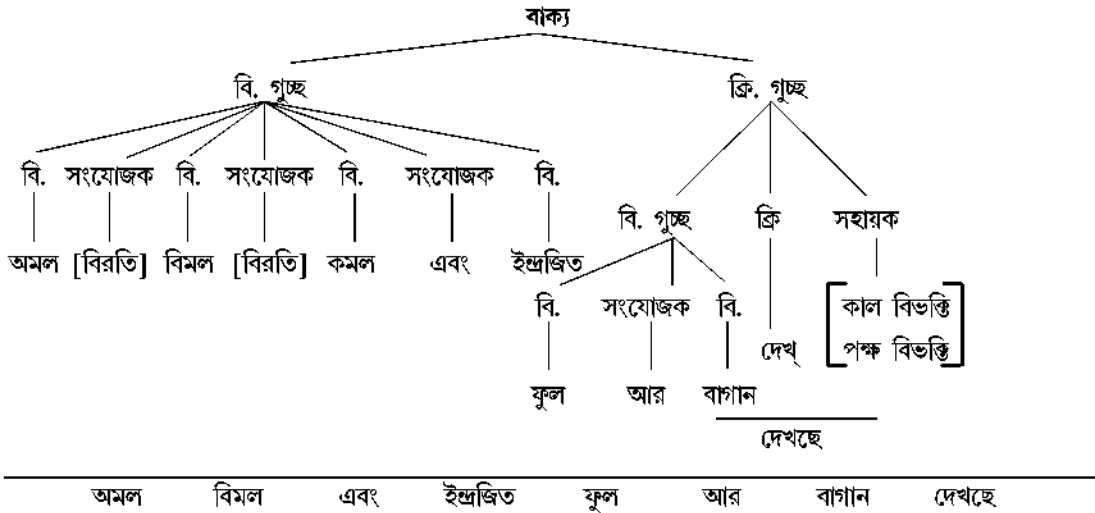 বাক্য
বি. গুচ্ছ ক্রি. গুচ্ছ
বি. সংযোজক বি. সংযোজক বি. সংযোজক বি.
বি. গুচ্ছ ক্রি সহায়ক
অমল [বিরতি] বিমল [বিরতি] কমল এবং ইন্দ্রজিত
বি. সংযোজক বি. কাল বিভক্তি
দেখ্ পক্ষ বিভক্তি
ফুল আর বাগান
দেখছে
অমল বিমল এবং ইন্দ্রজিত ফুল আর বাগান দেখছে